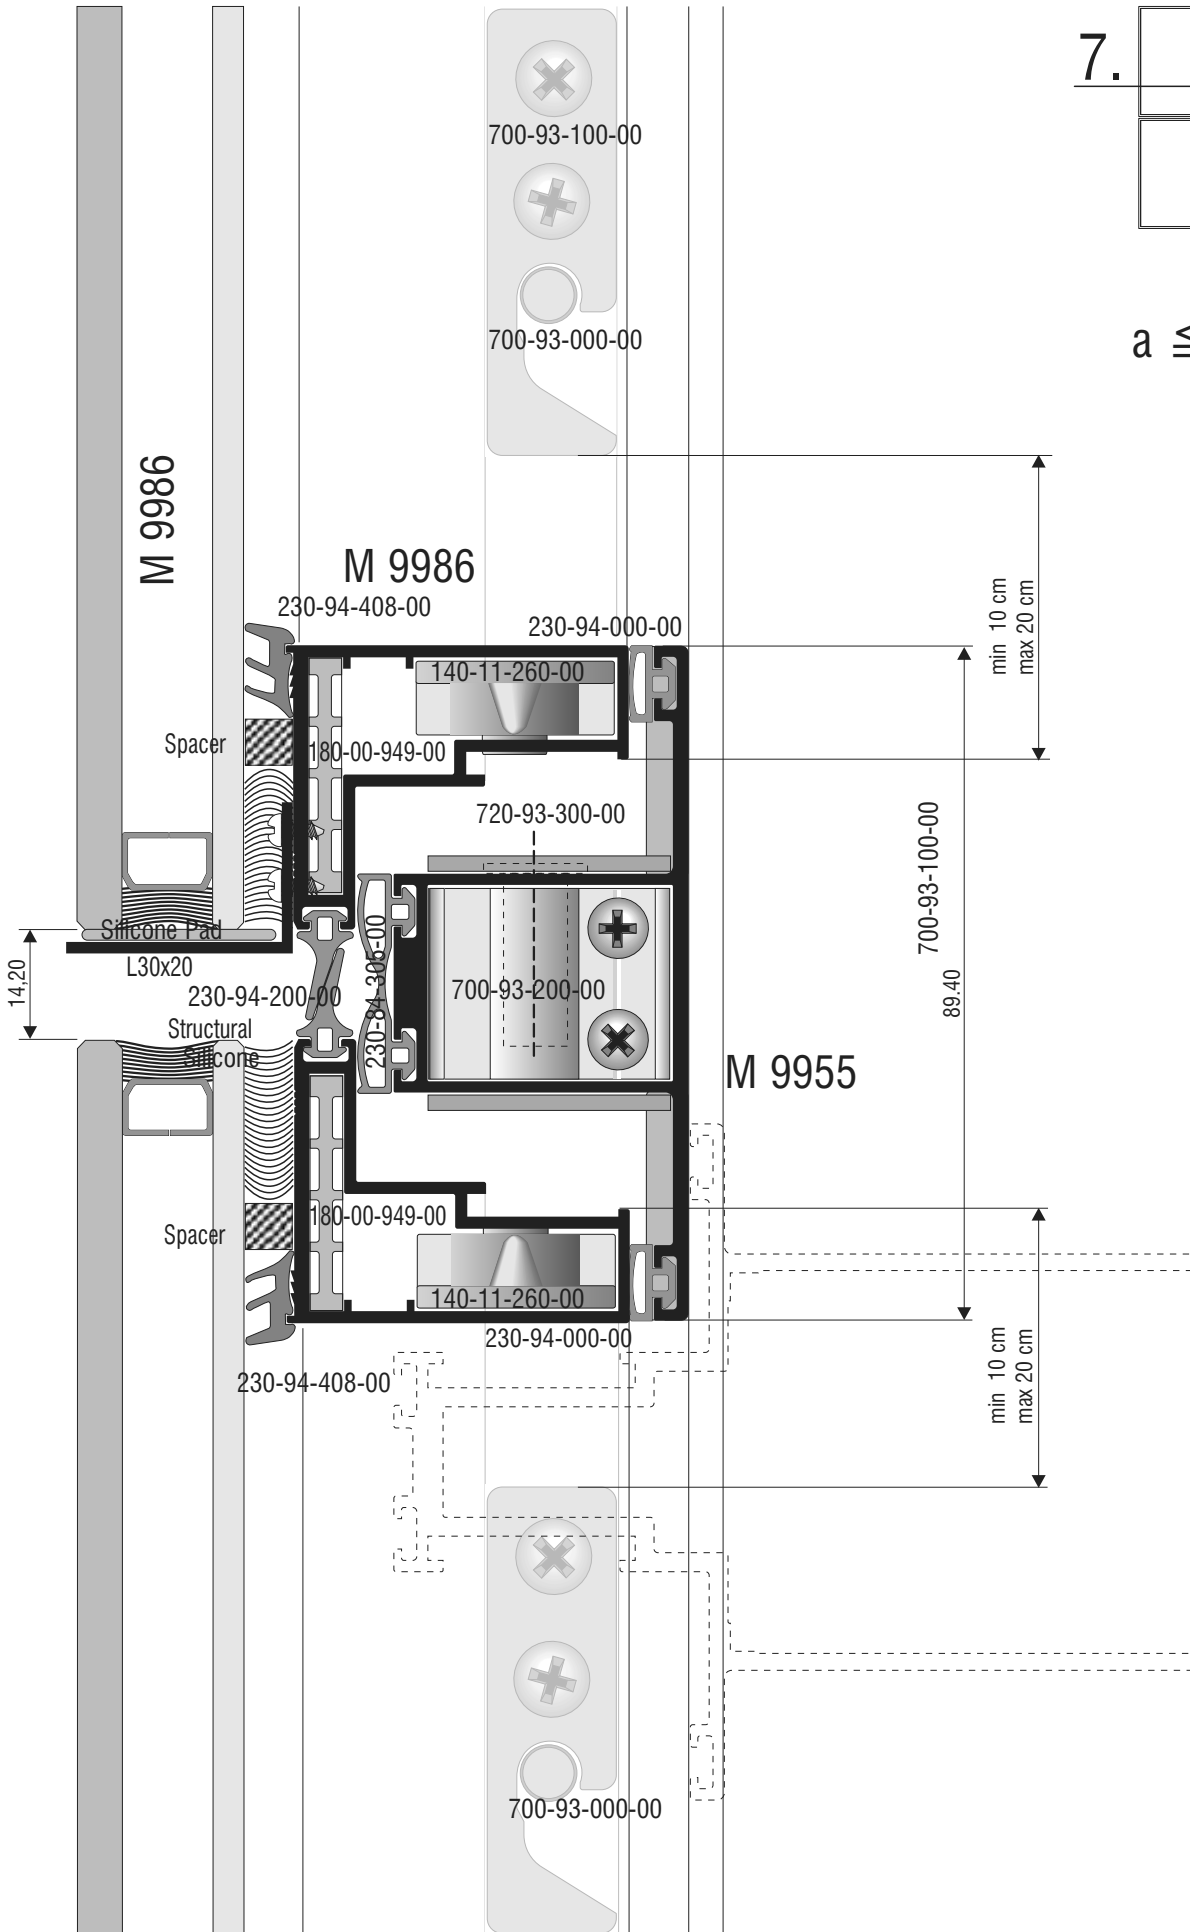 7.
700-93-100-00
700-93-000-00
a ≦
M 9986
M 9986
230-94-408-00
230-94-000-00
min 10 cm
max 20 cm
140-11-260-00
Spacer
180-00-949-00
720-93-300-00
700-93-100-00
Silicone Pad
L30x20
14,20
230-94-200-00
230-84-305-00
700-93-200-00
89.40
Structural
Silicone
M 9955
Spacer
180-00-949-00
140-11-260-00
230-94-000-00
230-94-408-00
min 10 cm
max 20 cm
700-93-000-00